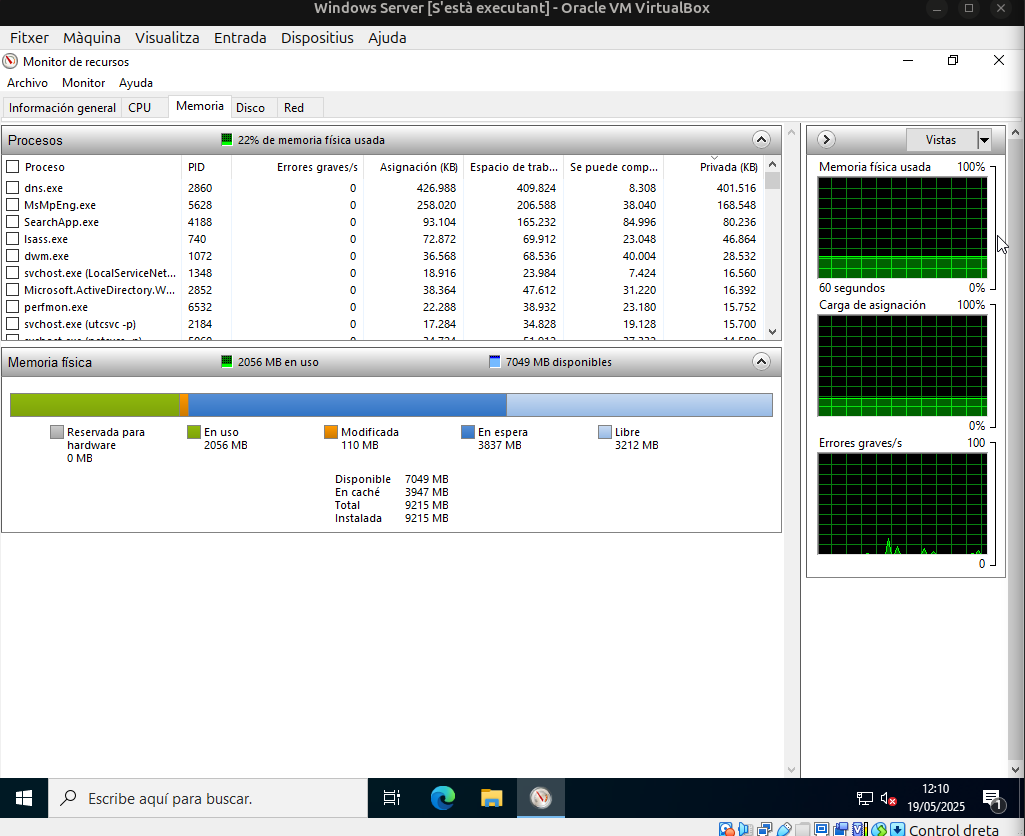 Windows Server [S'està executant] - Oracle VM VirtualBox
Fitxer Màquina Visualitza Entrada Dispositius Ajuda
Monitor de recursos
Archivo Monitor Ayuda
Información general CPU Memoria Disco Red
Procesos 22% de memoria física usada
Proceso PID Errores graves/s Asignación (KB) Espacio de trab... Se puede comp... Privada (KB)
dns.exe 2860 0 426.988 409.824 8.308 401.516
MsMpEng.exe 5628 0 258.020 206.588 38.040 168.548
SearchApp.exe 4188 0 93.104 165.232 84.996 80.236
lsass.exe 740 0 72.872 69.912 23.048 46.864
dwm.exe 1072 0 36.568 68.536 40.004 28.532
svchost.exe (LocalServiceNet... 1348 0 18.916 23.984 7.424 16.560
Microsoft.ActiveDirectory.W... 2852 0 38.364 47.612 31.220 16.392
perfmon.exe 6532 0 22.288 38.932 23.180 15.752
svchost.exe (utcsvc -p) 2184 0 17.284 34.828 19.128 15.700
Memoria física 2056 MB en uso 7049 MB disponibles
Reservada para hardware
0 MB
En uso
2056 MB
Modificada
110 MB
En espera
3837 MB
Libre
3212 MB
Disponible 7049 MB
En caché 3947 MB
Total 9215 MB
Instalada 9215 MB
Vistas
Memoria física usada 100%
60 segundos 0%
Carga de asignación 100%
0%
Errores graves/s 100
0
Escribe aquí para buscar.
12:10
19/05/2025
1
Control dreta